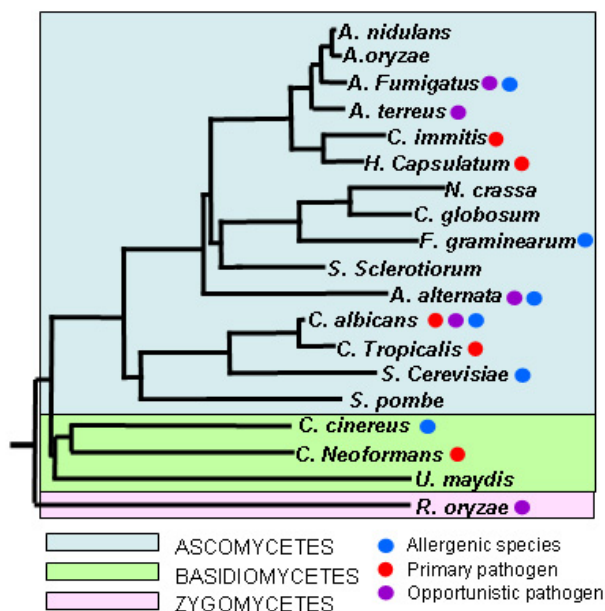 A. nidulans
A.oryzae
A. Fumigatus
A. terreus
C. immitis
H. Capsulatum
N. crassa
C. globosum
F. graminearum
S. Sclerotiorum
A. alternata
C. albicans
C. Tropicalis
S. Cerevisiae
S. pombe
C. cinereus
C. Neoformans
U. maydis
R. oryzae
ASCOMYCETES
BASIDIOMYCETES
ZYGOMYCETES
Allergenic species
Primary pathogen
Opportunistic pathogen